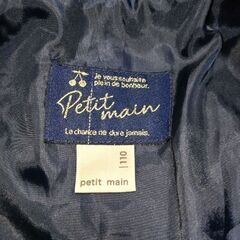 je vous souhaite
plein de bonheur.
Petit
main
La chance ne dure jamais.
110
petit main